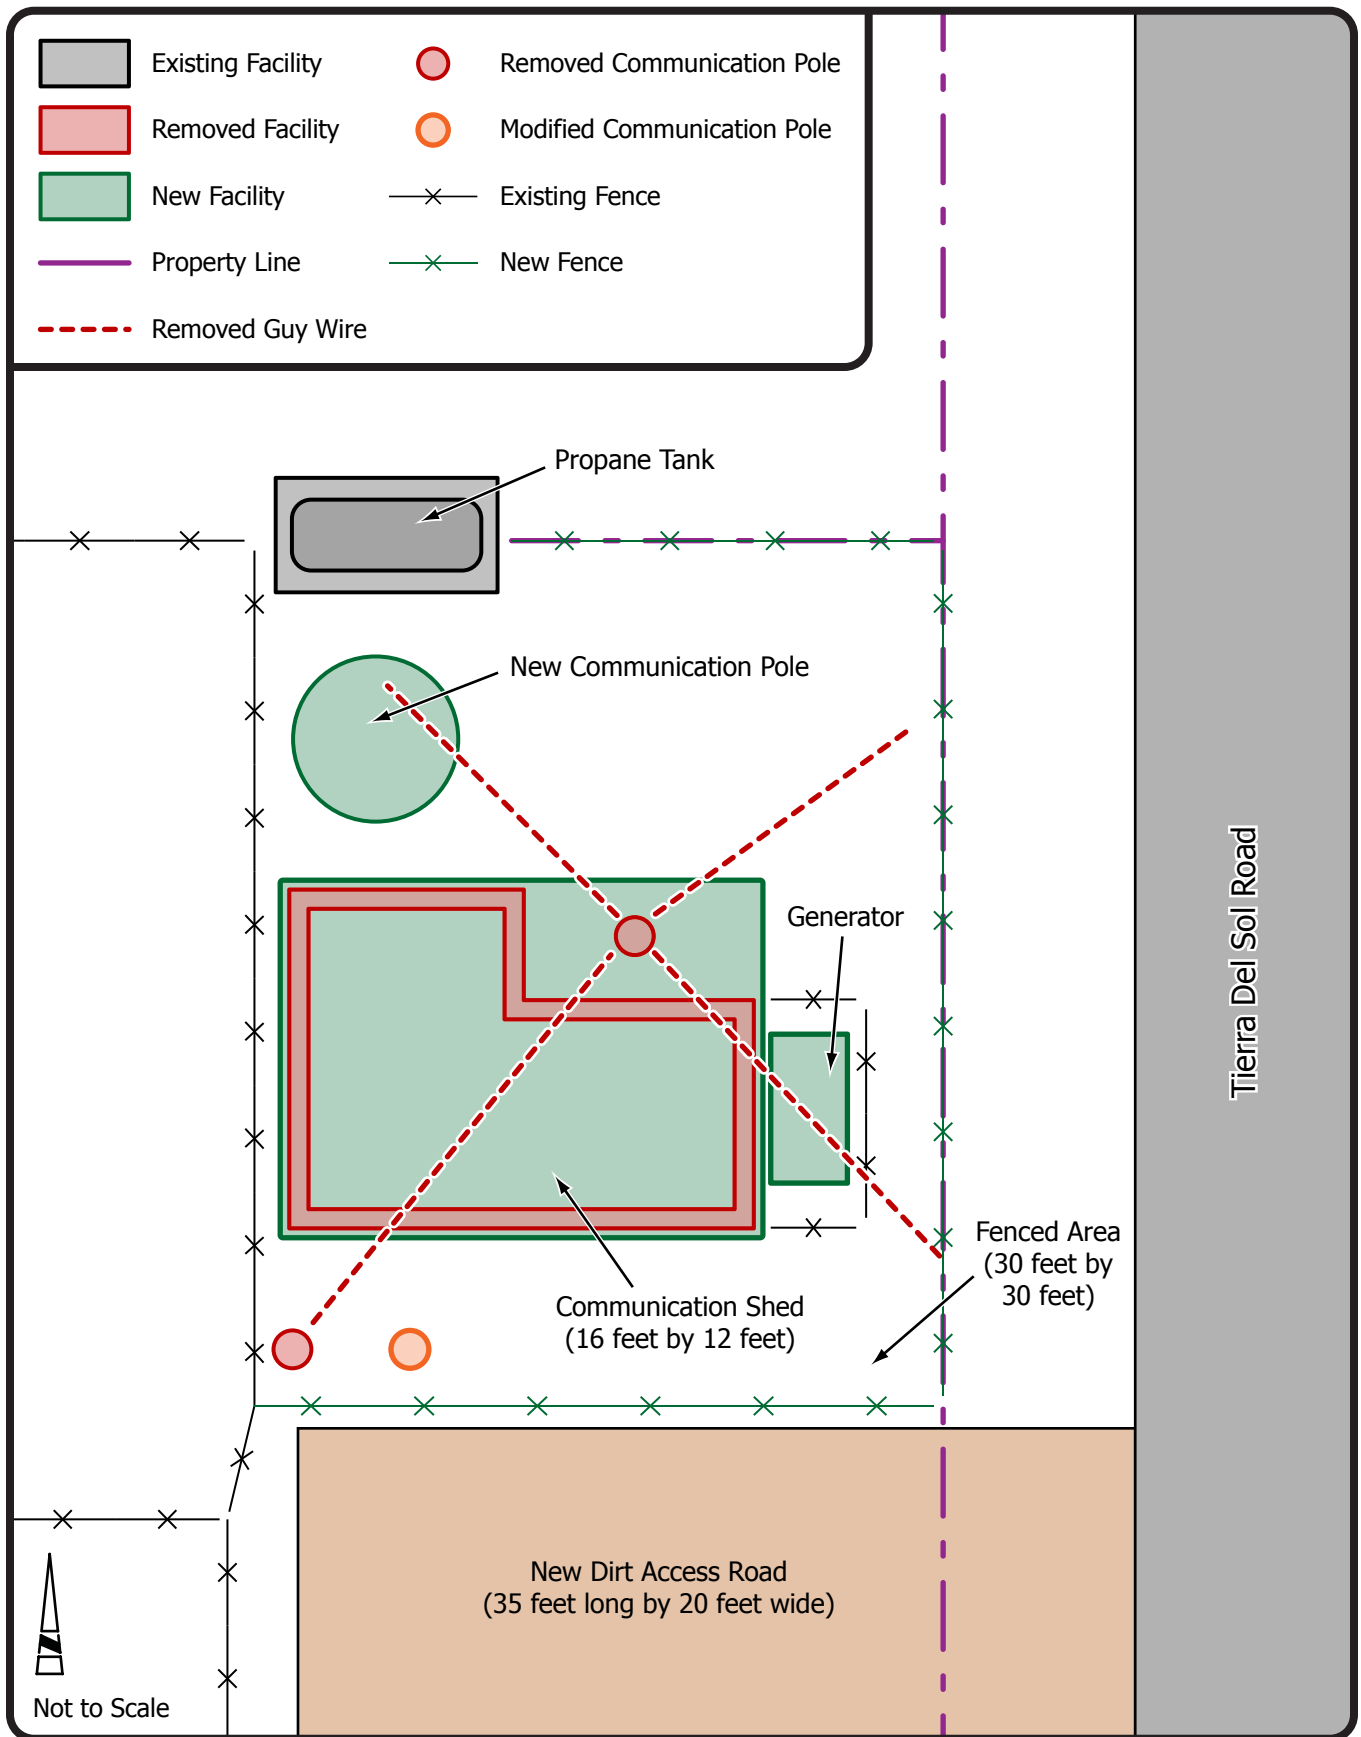 Existing Facility
Removed Facility
New Facility
Property Line
Removed Guy Wire
Removed Communication Pole
Modified Communication Pole
Existing Fence
New Fence
Propane Tank
New Communication Pole
Generator
Tierra Del Sol Road
Fenced Area
(30 feet by
30 feet)
Communication Shed
(16 feet by 12 feet)
New Dirt Access Road
(35 feet long by 20 feet wide)
Not to Scale